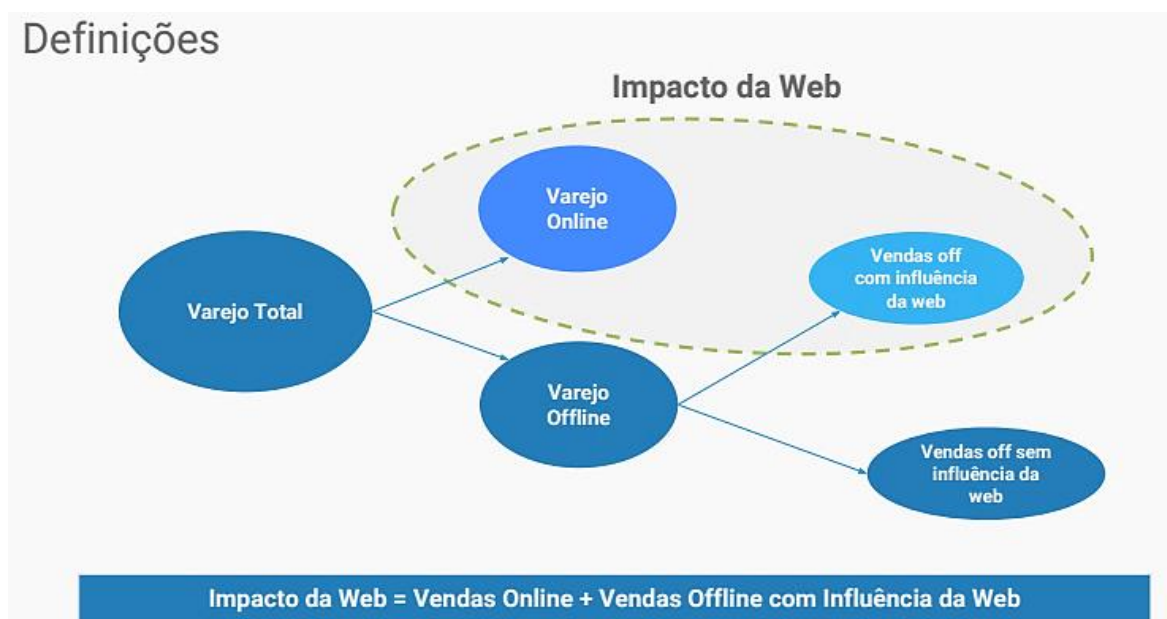 Definições
Impacto da Web
Varejo
Online
Vendas off
com influência
da web
Varejo Total
Varejo
Offline
Vendas off sem
influência da
web
Impacto da Web = Vendas Online + Vendas Offline com Influência da Web